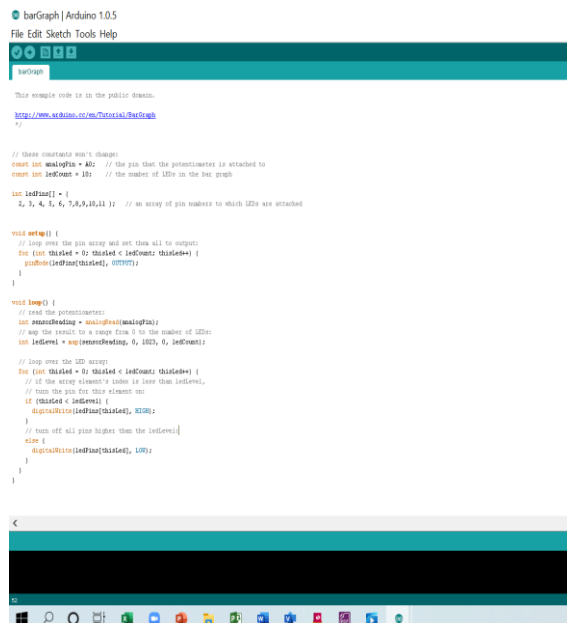 barGraph | Arduino 1.0.5
File Edit Sketch Tools Help
barGraph
This example code is in the public domain.
http://www.arduino.cc/en/Tutorial/BarGraph
*/
// these constants won't change:
const int analogPin = A0;   // the pin that the potentiometer is attached to
const int ledCount = 10;    // the number of LEDs in the bar graph
int ledPins[] = {
2, 3, 4, 5, 6, 7,8,9,10,11 };   // an array of pin numbers to which LEDs are attached
void setup() {
// loop over the pin array and set them all to output:
for (int thisLed = 0; thisLed < ledCount; thisLed++) {
pinMode(ledPins[thisLed], OUTPUT);
}
}
void loop() {
// read the potentiometer:
int sensorReading = analogRead(analogPin);
// map the result to a range from 0 to the number of LEDs:
int ledLevel = map(sensorReading, 0, 1023, 0, ledCount);
// loop over the LED array:
for (int thisLed = 0; thisLed < ledCount; thisLed++) {
// if the array element's index is less than ledLevel,
// turn the pin for this element on:
if (thisLed < ledLevel) {
digitalWrite(ledPins[thisLed], HIGH);
}
// turn off all pins higher than the ledLevel:
else {
digitalWrite(ledPins[thisLed], LOW);
}
}
}
52